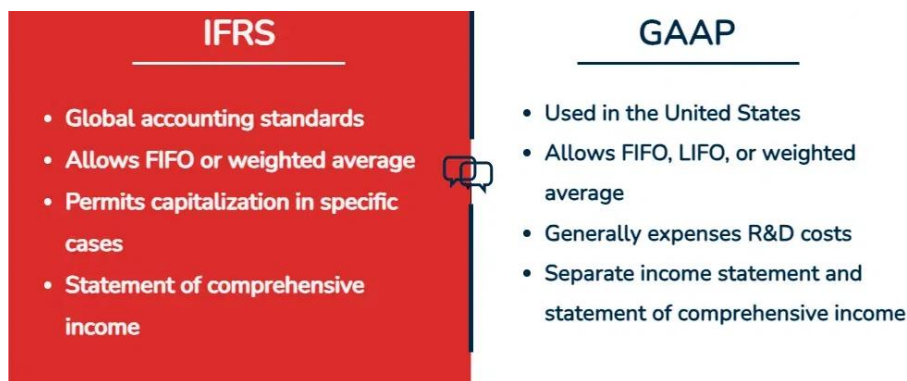 IFRS
• Global accounting standards
• Allows FIFO or weighted average
• Permits capitalization in specific
cases
• Statement of comprehensive
income
GAAP
• Used in the United States
• Allows FIFO, LIFO, or weighted
average
• Generally expenses R&D costs
• Separate income statement and
statement of comprehensive income